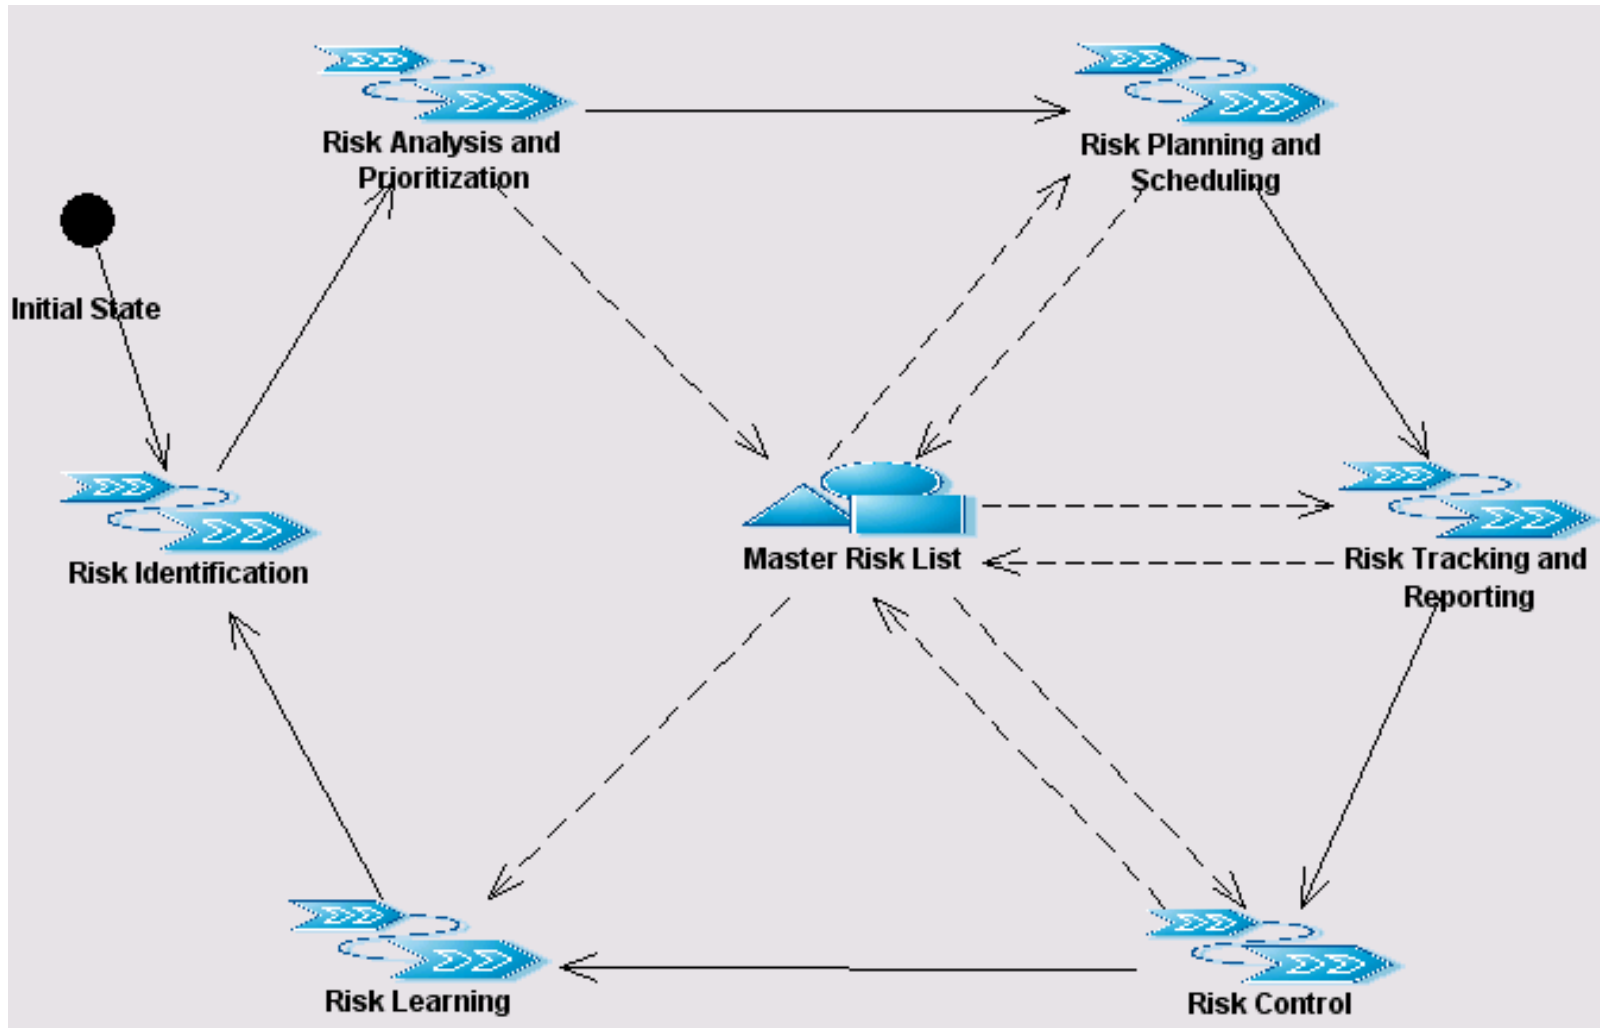 Risk Analysis and
Prioritization
Risk Planning and
Scheduling
Initial State
Risk Identification
Master Risk List
Risk Tracking and
Reporting
Risk Learning
Risk Control